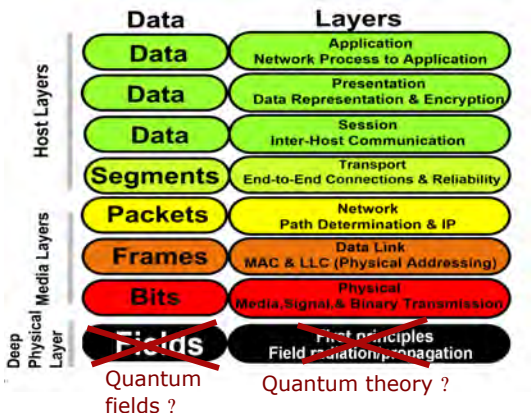 Data Layers
Host Layers
Data
Application
Network Process to Application
Data
Presentation
Data Representation & Encryption
Data
Session
Inter-Host Communication
Segments
Transport
End-to-End Connections & Reliability
Media Layers
Packets
Network
Path Determination & IP
Frames
Data Link
MAC & LLC (Physical Addressing)
Bits
Physical
Media,Signal,& Binary Transmission
Deep
Physical
Layer
Fields
First principles
Field radiation/propagation
Quantum
fields ?
Quantum theory ?